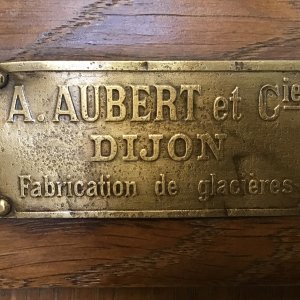 A. AUBERT et Cie
DIJON
Fabrication de glacières